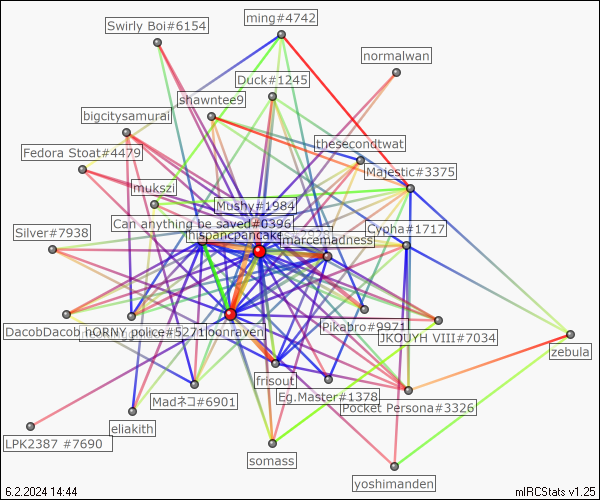 Swirly Boi#6154
ming#4742
normalwan
Duck#1245
shawntee9
bigcitysamurai
thesecondtwat
Fedora Stoat#4479
Majestic#3375
mukszi
Mushy#1984
Can anything be saved#0396
Silver#7938
Cypha#1717
hispancpancake
marcemadness
DacobDacob
hORNY police#5271
oonraven
Pikabro#9971
JKOUYH VIII#7034
zebula
frisout
Eg.Master#1378
Madネコ#6901
Pocket Persona#3326
eliakith
LPK2387 #7690
somass
yoshimanden
6.2.2024 14:44
mIRCStats v1.25